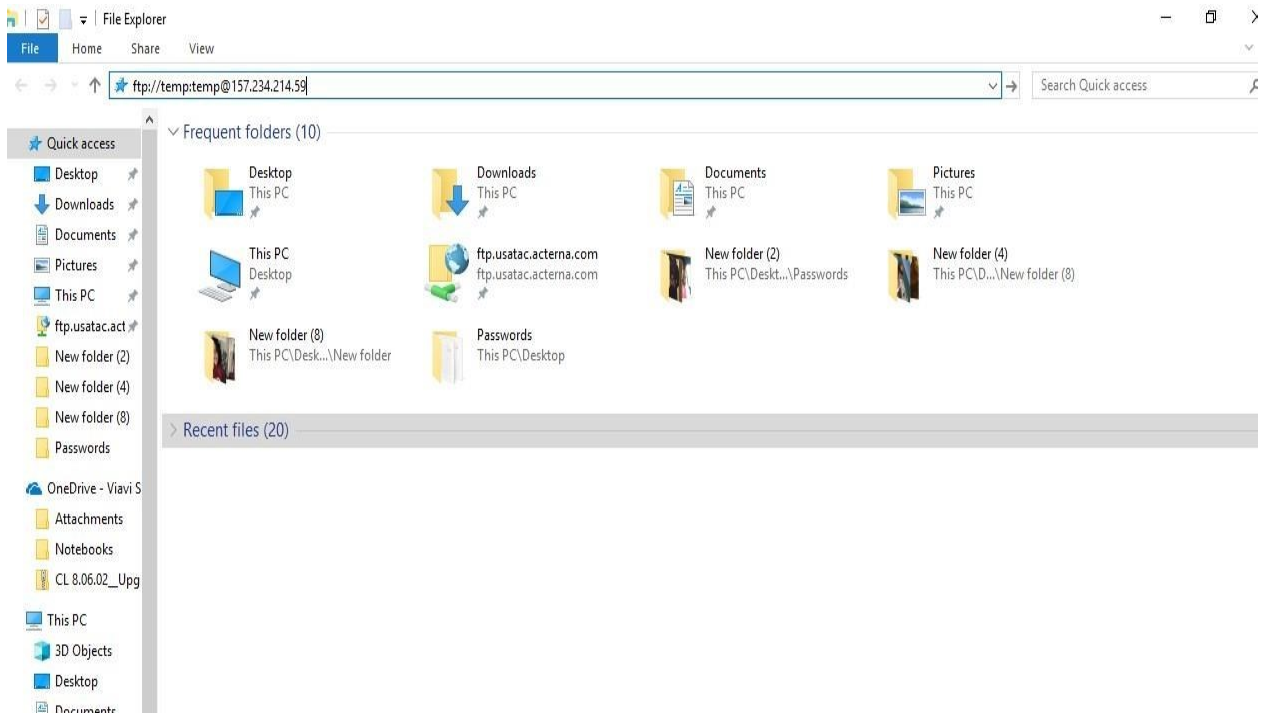 File Explorer
File Home Share View
ftp://temp:temp@157.234.214.59
Search Quick access
Quick access
Desktop
Downloads
Documents
Pictures
This PC
ftp.usatac.act
New folder (2)
New folder (4)
New folder (8)
Passwords
OneDrive - Viavi S
Attachments
Notebooks
CL 8.06.02__Upg
This PC
3D Objects
Desktop
Documents
Frequent folders (10)
Desktop
This PC
Downloads
This PC
Documents
This PC
Pictures
This PC
This PC
Desktop
ftp.usatac.acterna.com
ftp.usatac.acterna.com
New folder (2)
This PC\Deskt...\Passwords
New folder (4)
This PC\D...\New folder (8)
New folder (8)
This PC\Desk...\New folder
Passwords
This PC\Desktop
Recent files (20)